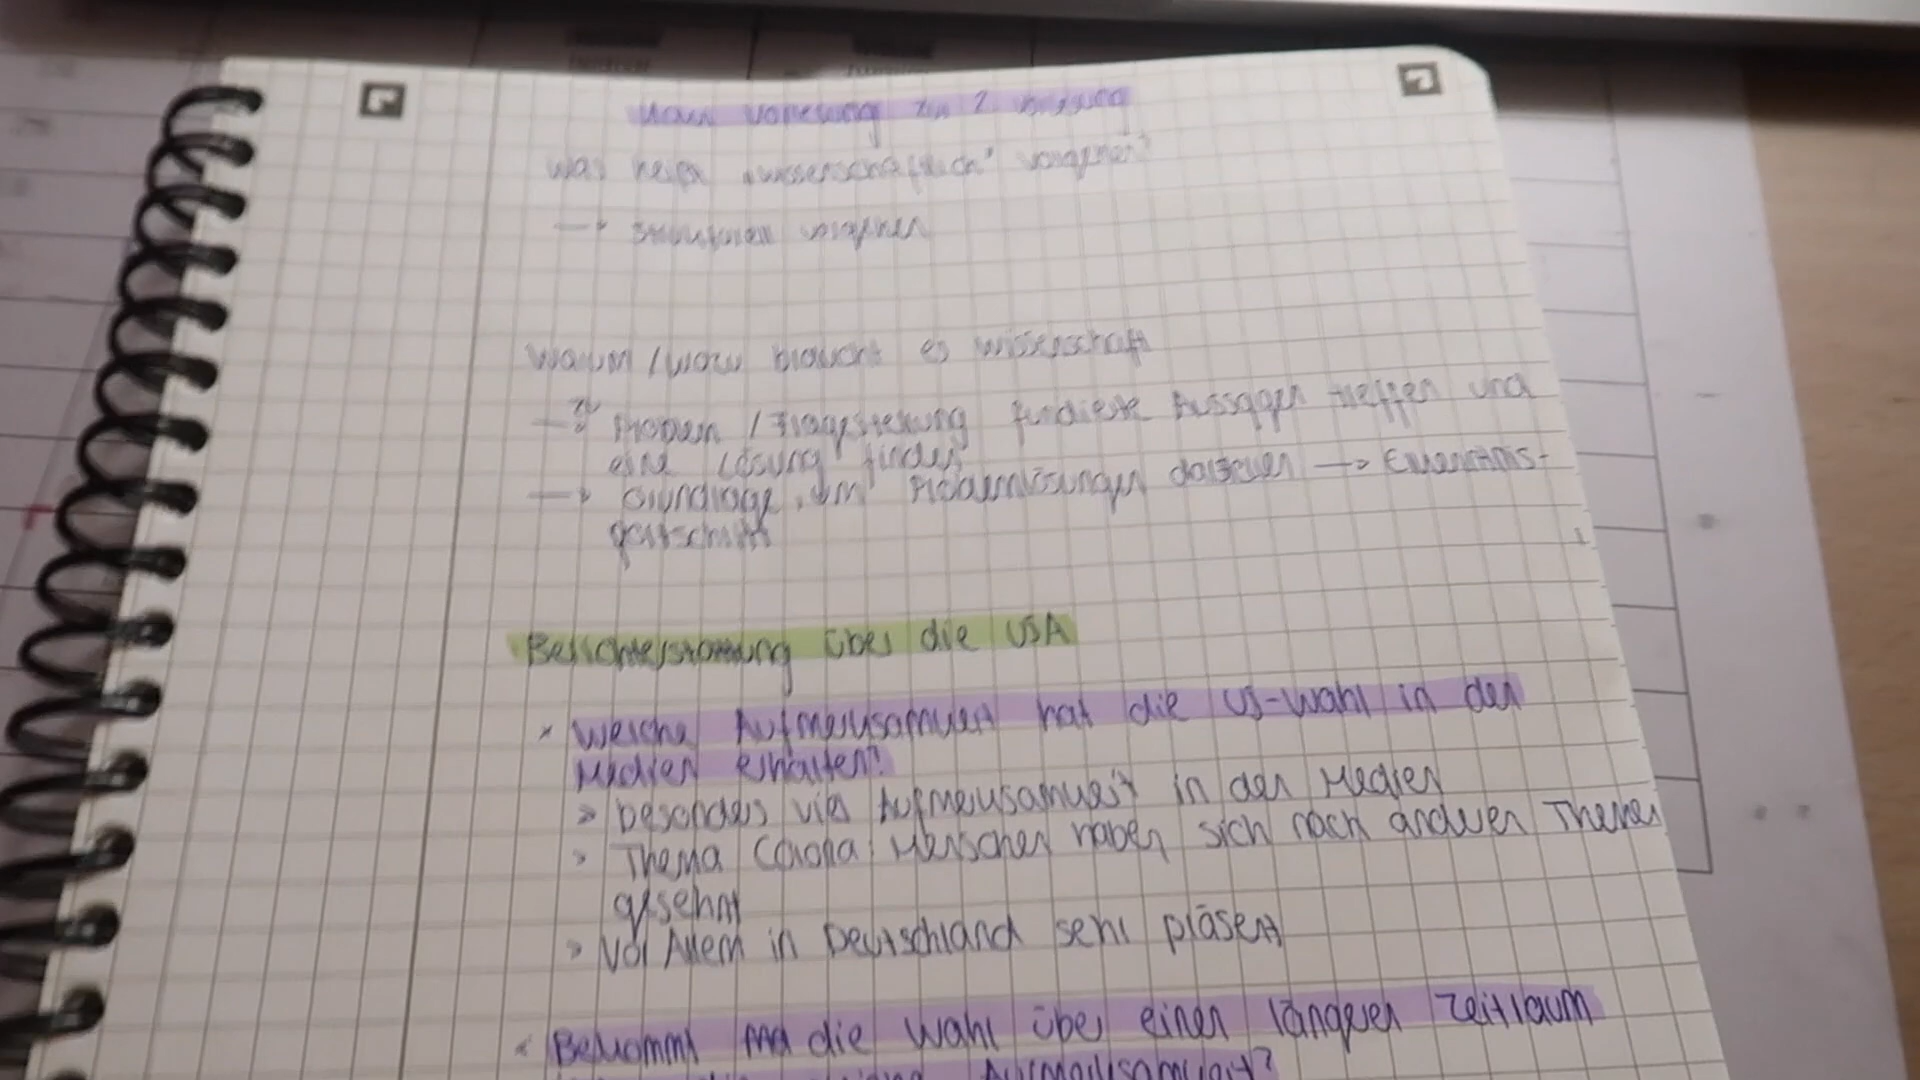 Was heißt „wissenschaftlich" vorgehen?
→ strukturiert vorgehen
Warum / wozu braucht es wissenschaft
→ zu Problem / Fragestellung fundierte Aussagen treffen und
eine Lösung finden
→ Grundlage, um Problemlösungen darstellen → Erkenntnis-
fortschritt
Berichterstattung über die USA
× Welche Aufmerksamkeit hat die US-Wahl in den
Medien erhalten?
> besonders viel Aufmerksamkeit in den Medien
> Thema Corona: Menschen haben sich nach anderen Themen
gesehnt
> Vor Allem in Deutschland sehr präsent
× Bekommt die Wahl über einen längeren Zeitraum
Aufmerksamkeit?